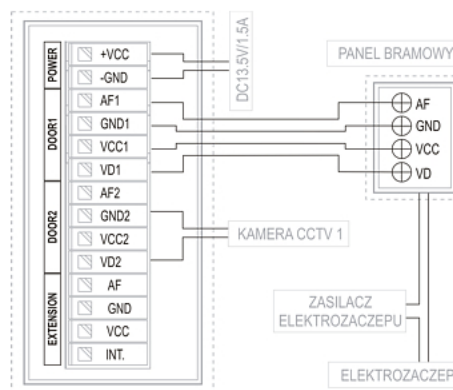 POWER
+VCC
-GND
DC13.5V/1.5A
DOOR1
AF1
GND1
VCC1
VD1
DOOR2
AF2
GND2
VCC2
VD2
EXTENSION
AF
GND
VCC
INT.
KAMERA CCTV 1
PANEL BRAMOWY
AF
GND
VCC
VD
ZASILACZ
ELEKTROZACZEPU
ELEKTROZACZEP